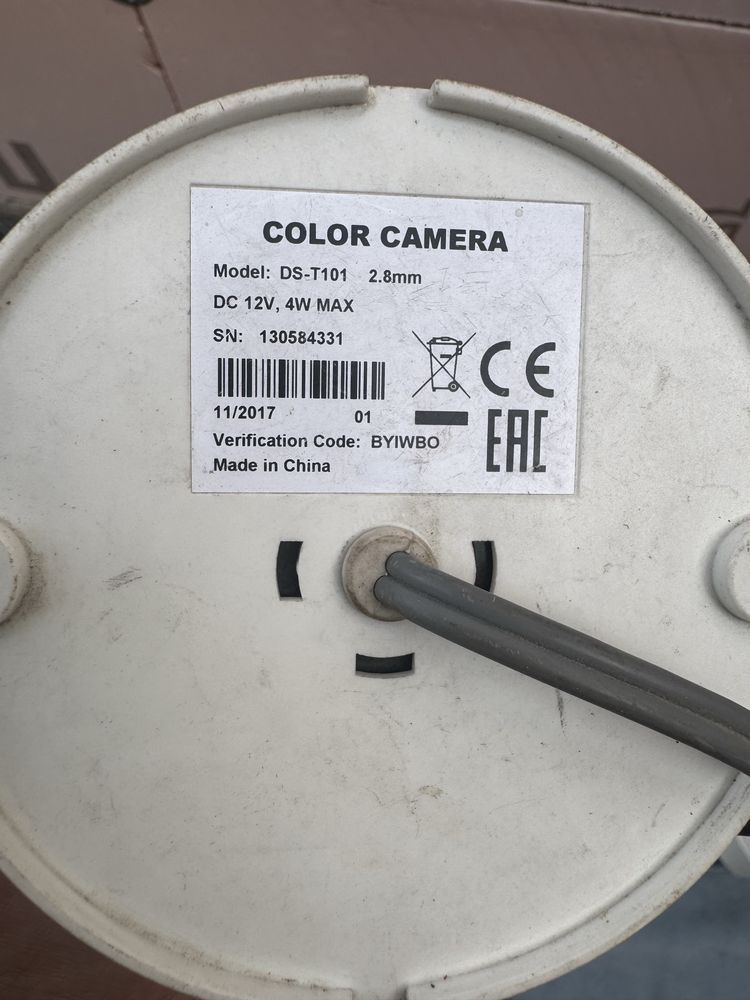 COLOR CAMERA
Model: DS-T101 2.8mm
DC 12V, 4W MAX
SN: 130584331
CE
11/2017 01
EAC
Verification Code: BYIWBO
Made in China